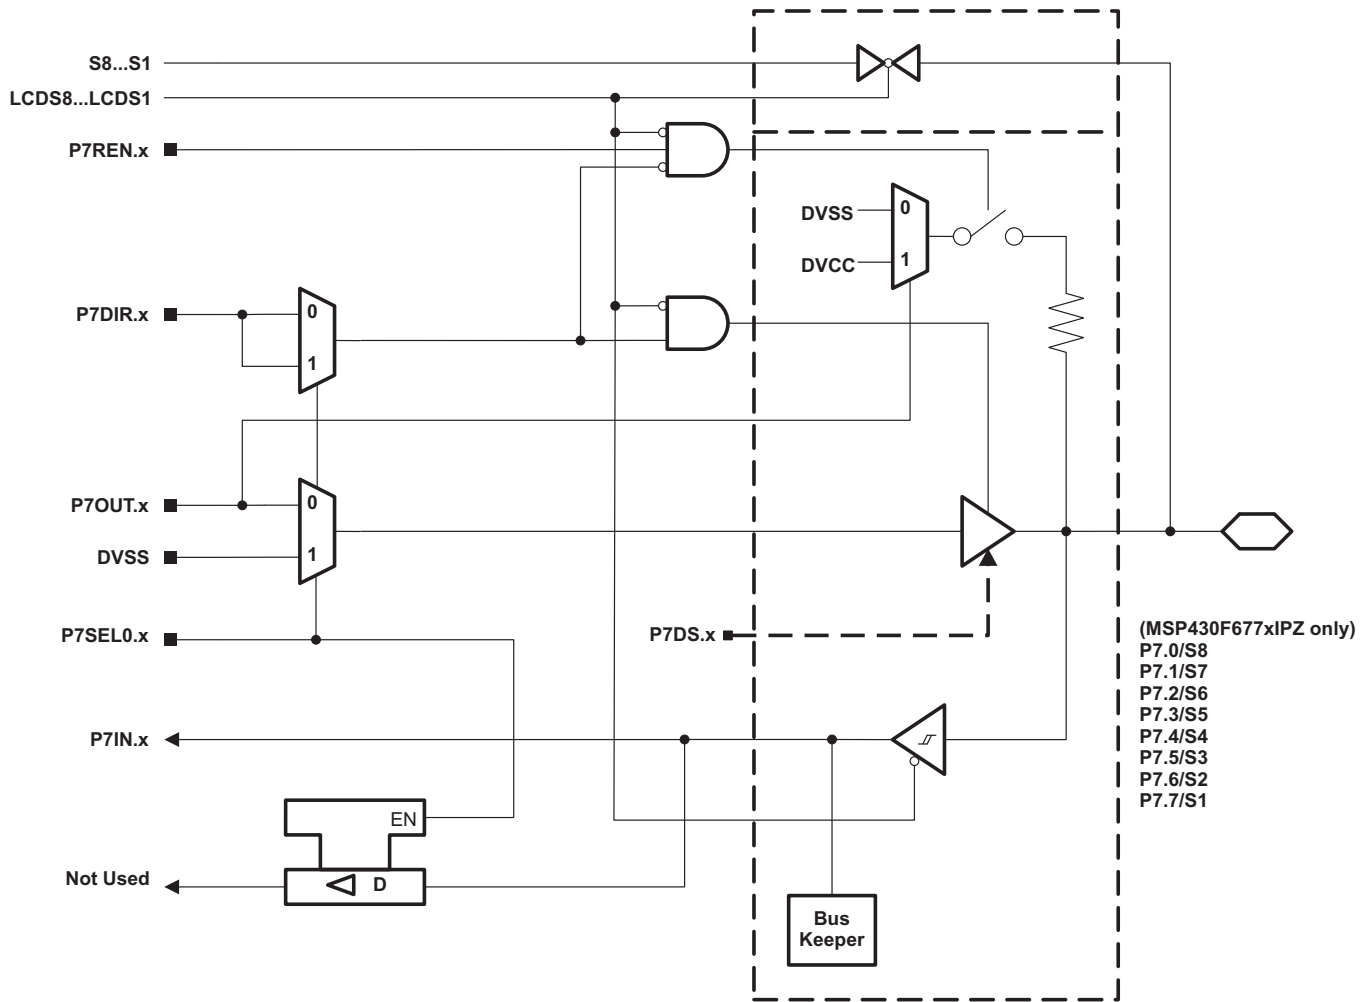 S8...S1
LCDS8...LCDS1
P7REN.x
DVSS
0
DVCC
1
P7DIR.x
0
1
P7OUT.x
0
DVSS
1
P7SEL0.x
P7DS.x
(MSP430F677xIPZ only)
P7.0/S8
P7.1/S7
P7.2/S6
P7.3/S5
P7.4/S4
P7.5/S3
P7.6/S2
P7.7/S1
P7IN.x
EN
Not Used
D
Bus
Keeper